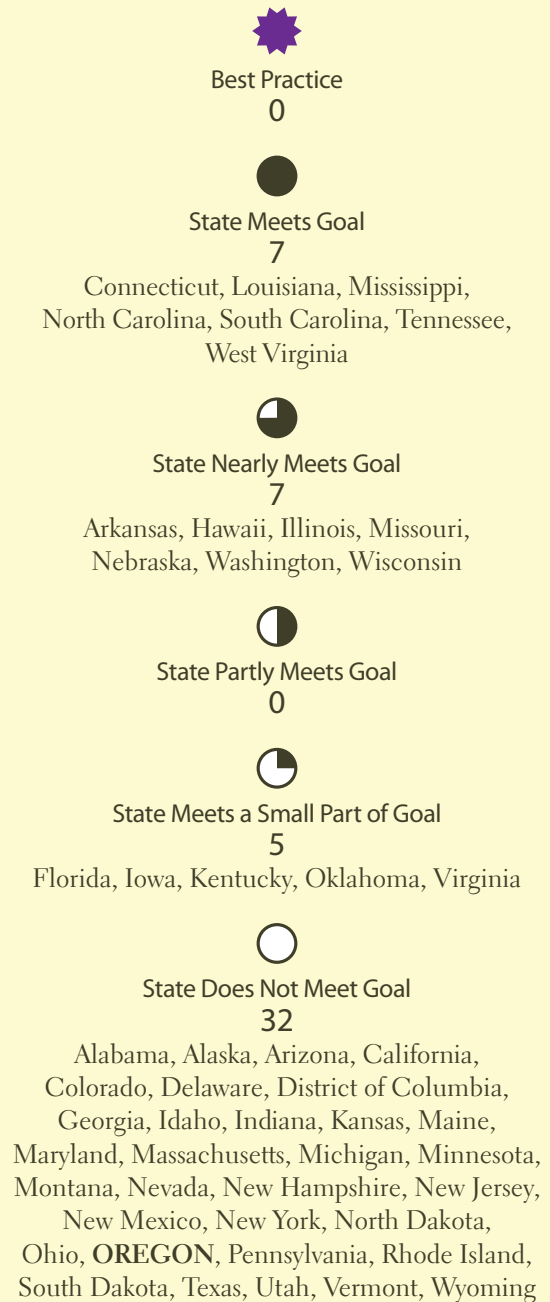 Best Practice
0
State Meets Goal
7
Connecticut, Louisiana, Mississippi,
North Carolina, South Carolina, Tennessee,
West Virginia
State Nearly Meets Goal
7
Arkansas, Hawaii, Illinois, Missouri,
Nebraska, Washington, Wisconsin
State Partly Meets Goal
0
State Meets a Small Part of Goal
5
Florida, Iowa, Kentucky, Oklahoma, Virginia
State Does Not Meet Goal
32
Alabama, Alaska, Arizona, California,
Colorado, Delaware, District of Columbia,
Georgia, Idaho, Indiana, Kansas, Maine,
Maryland, Massachusetts, Michigan, Minnesota,
Montana, Nevada, New Hampshire, New Jersey,
New Mexico, New York, North Dakota,
Ohio, OREGON, Pennsylvania, Rhode Island,
South Dakota, Texas, Utah, Vermont, Wyoming